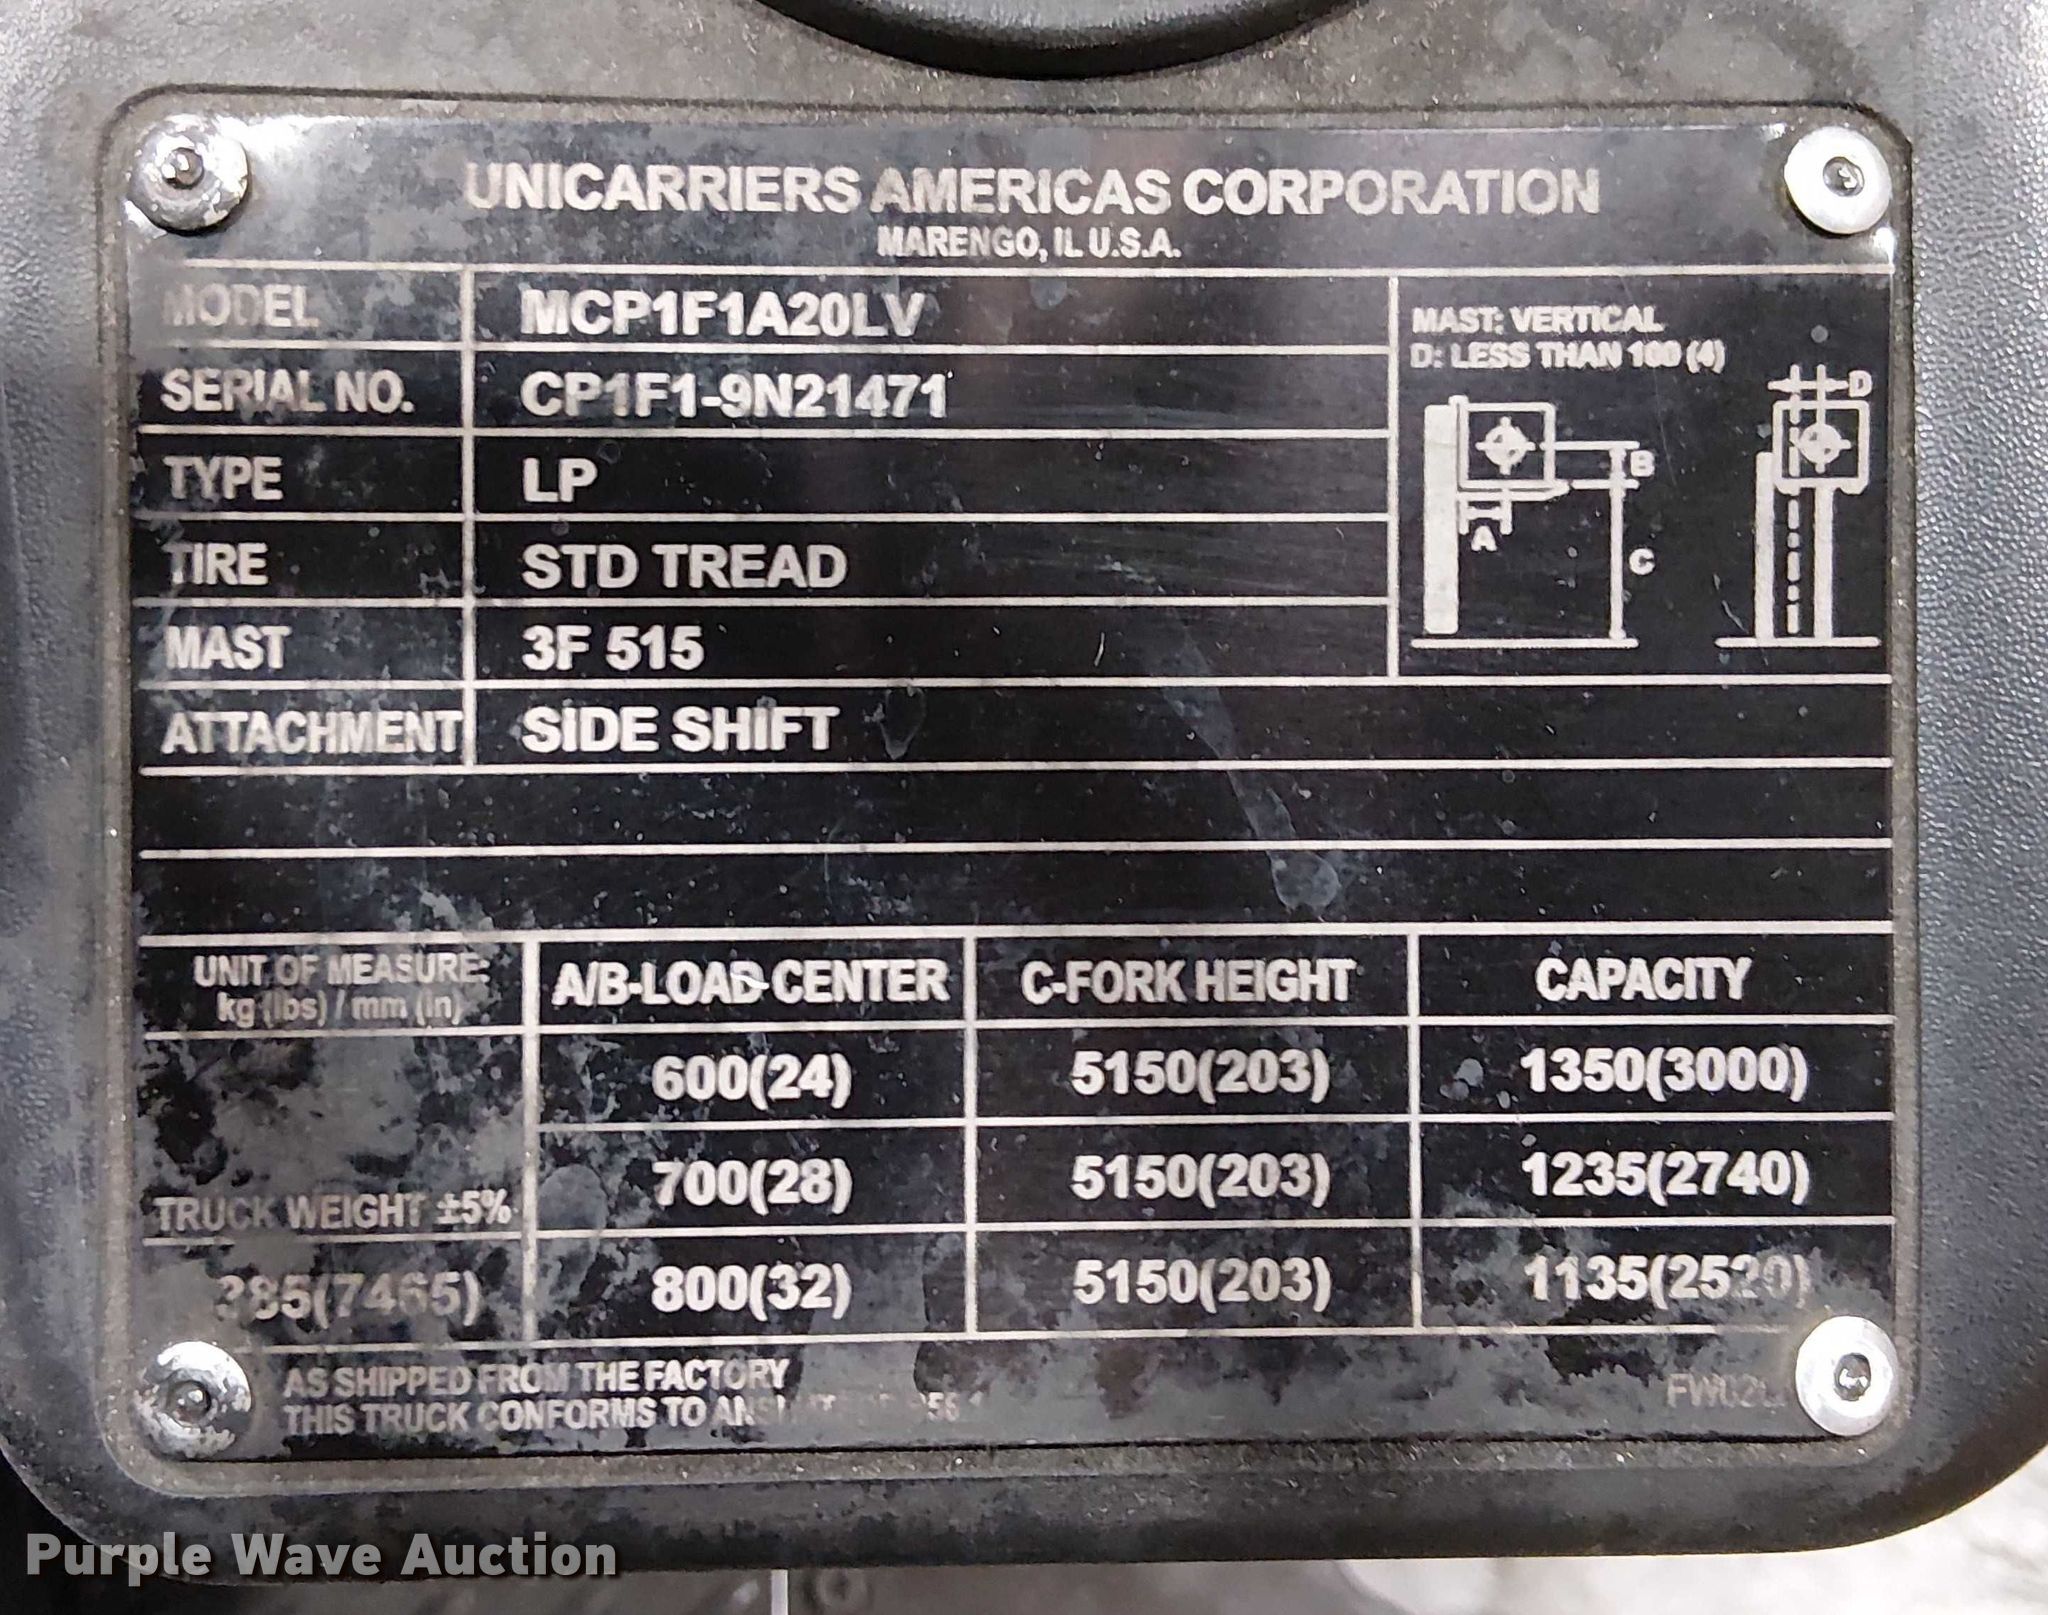 UNICARRIERS AMERICAS CORPORATION
MARENGO, IL U.S.A.
MODEL MCP1F1A20LV
SERIAL NO. CP1F1-9N21471
TYPE LP
TIRE STD TREAD
MAST 3F 515
ATTACHMENT SIDE SHIFT
MAST: VERTICAL
D: LESS THAN 100 (4)
D
B
A
C
UNIT OF MEASURE: A/B-LOAD CENTER C-FORK HEIGHT CAPACITY
kg (lbs) / mm (in)
600(24) 5150(203) 1350(3000)
700(28) 5150(203) 1235(2740)
TRUCK WEIGHT ±5%
800(32) 5150(203) 1135(2520)
AS SHIPPED FROM THE FACTORY
THIS TRUCK CONFORMS TO
Purple Wave Auction